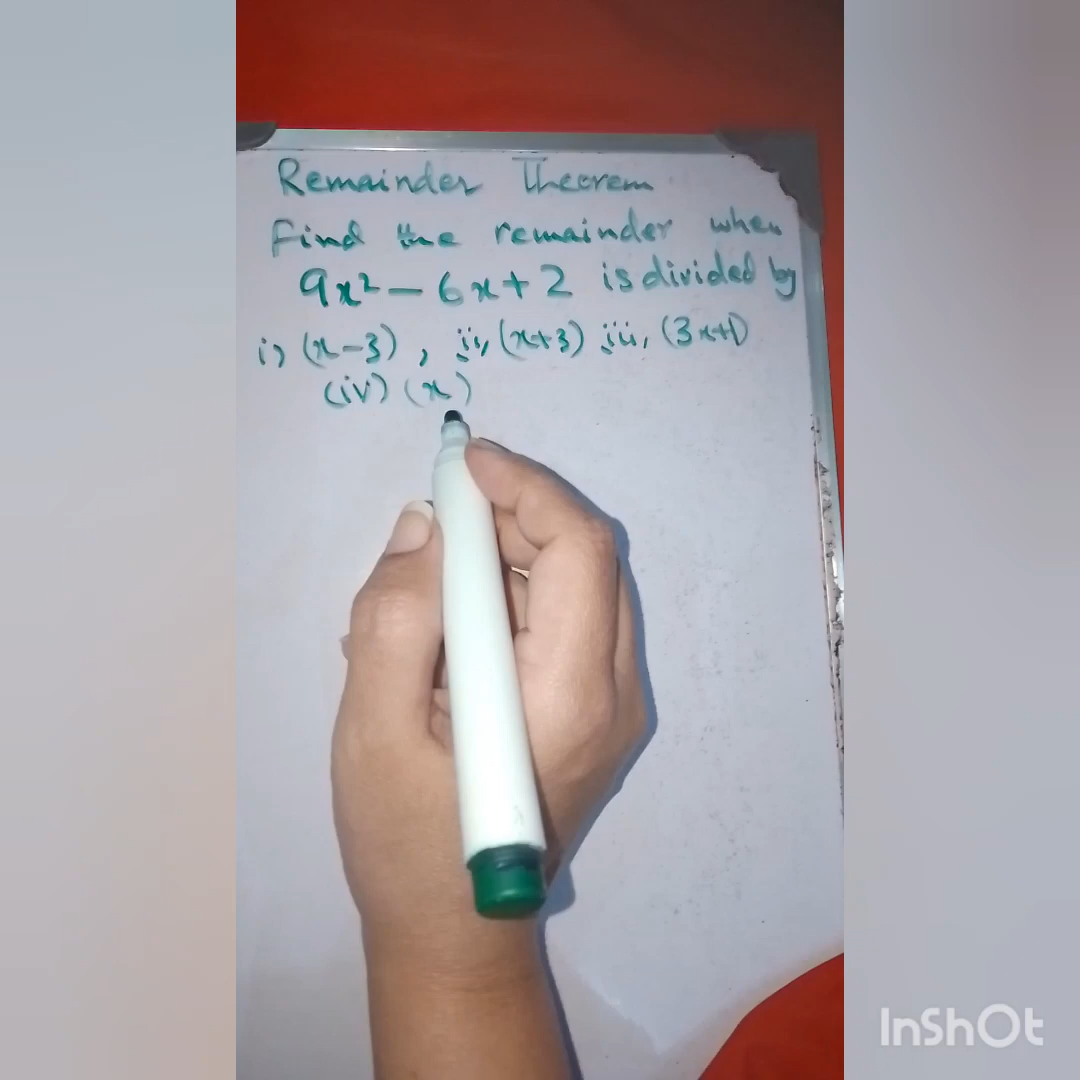 Remainder Theorem
Find the remainder when
9x² - 6x + 2 is divided by
i, (x-3), ii, (x+3) iii, (3x+1)
(iv) (x)
InShOt